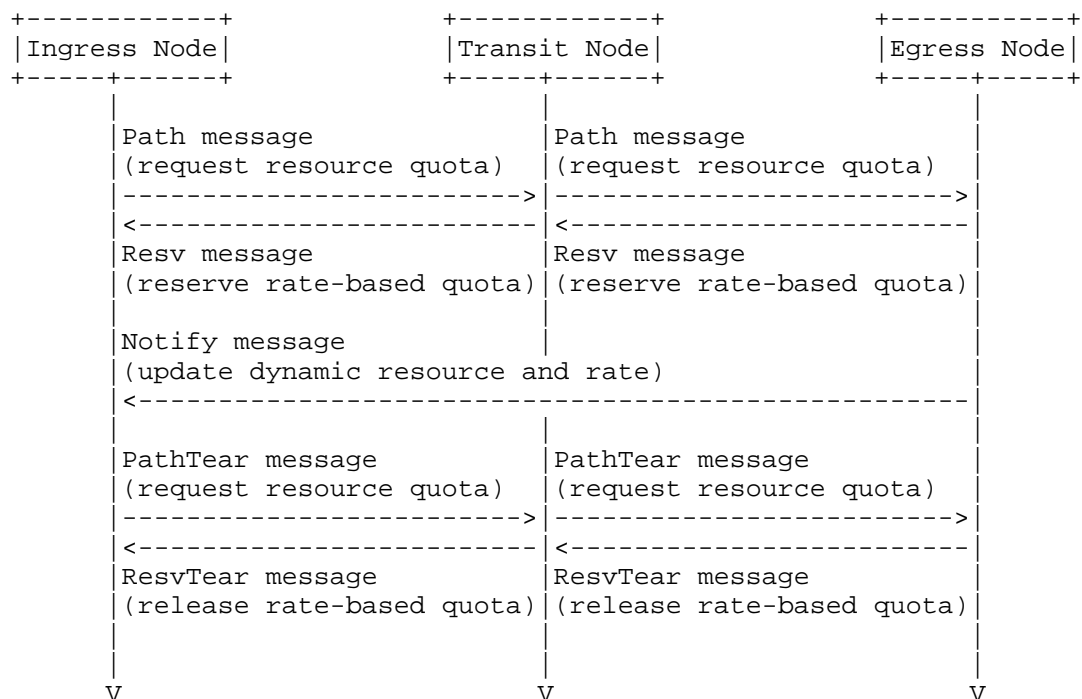 Ingress Node Transit Node Egress Node
Path message Path message
(request resource quota) (request resource quota)
Resv message Resv message
(reserve rate-based quota) (reserve rate-based quota)
Notify message
(update dynamic resource and rate)
PathTear message PathTear message
(request resource quota) (request resource quota)
ResvTear message ResvTear message
(release rate-based quota) (release rate-based quota)
V V V